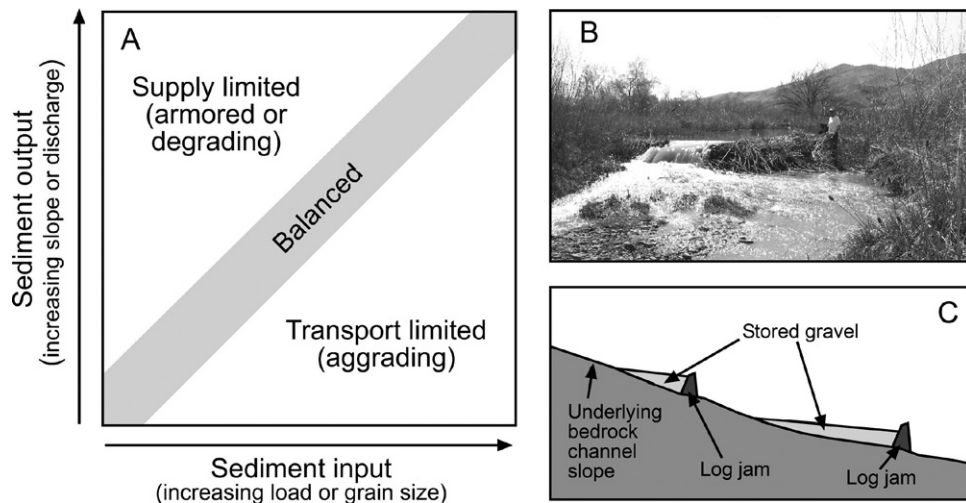 A
Supply limited
(armored or
degrading)
Balanced
Transport limited
(aggrading)
Sediment output
(increasing slope or discharge)
Sediment input
(increasing load or grain size)
B
C
Stored gravel
Underlying
bedrock
channel
slope
Log jam
Log jam